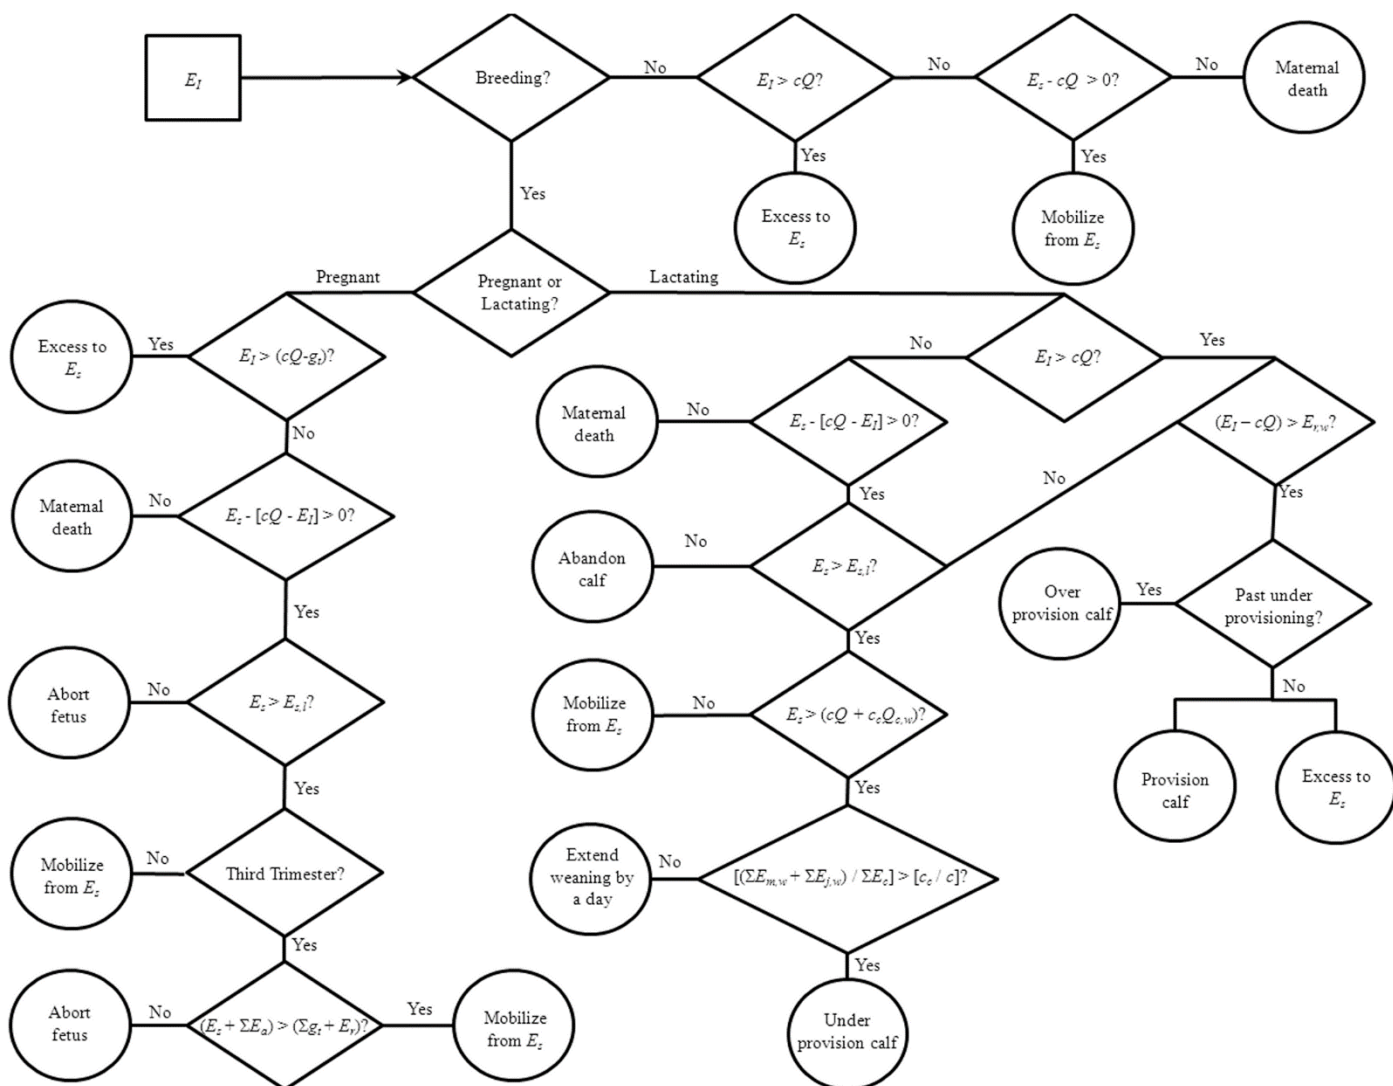 E_I
Breeding?
No
E_I > cQ?
No
E_s - cQ > 0?
No
Maternal
death
Yes
Yes
Yes
Excess to
E_s
Mobilize
from E_s
Pregnant
Pregnant or
Lactating?
Lactating
Excess to
E_s
Yes
E_I > (cQ-g_t)?
No
E_I > cQ?
Yes
No
Maternal
death
No
E_s - [cQ - E_I] > 0?
(E_I – cQ) > E_{r,w}?
Maternal
death
No
E_s - [cQ - E_I] > 0?
Yes
No
Yes
Yes
Abandon
calf
No
E_s > E_{s,i}?
Over
provision calf
Yes
Past under
provisioning?
Abort
fetus
No
E_s > E_{s,i}?
Yes
No
Mobilize
from E_s
No
E_s > (cQ + c_cQ_{c,w})?
Provision
calf
Excess to
E_s
Yes
Yes
Mobilize
from E_s
No
Third Trimester?
Extend
weaning by
a day
No
[(ΣE_{m,w} + ΣE_{j,w}) / ΣE_c] > [c_c / c]?
Yes
Yes
Abort
fetus
No
(E_s + ΣE_a) > (Σg_t + E_r)?
Yes
Mobilize
from E_s
Under
provision calf